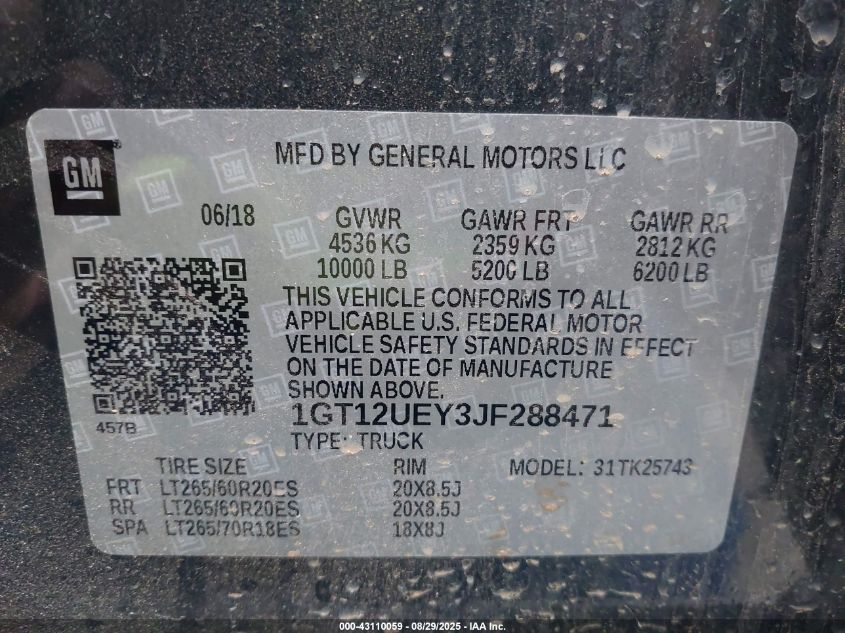 GM
MFD BY GENERAL MOTORS LLC
06/18 GVWR GAWR FRT GAWR RR
4536 KG 2359 KG 2812 KG
10000 LB 5200 LB 6200 LB
THIS VEHICLE CONFORMS TO ALL
APPLICABLE U.S. FEDERAL MOTOR
VEHICLE SAFETY STANDARDS IN EFFECT
ON THE DATE OF MANUFACTURE
SHOWN ABOVE.
1GT12UEY3JF288471
457B
TYPE: TRUCK
TIRE SIZE RIM MODEL: 31TK25743
FRT LT265/60R20ES 20X8.5J
RR LT265/60R20ES 20X8.5J
SPA LT265/70R18ES 18X8J
000-43110059 - 08/29/2025 - IAA Inc.